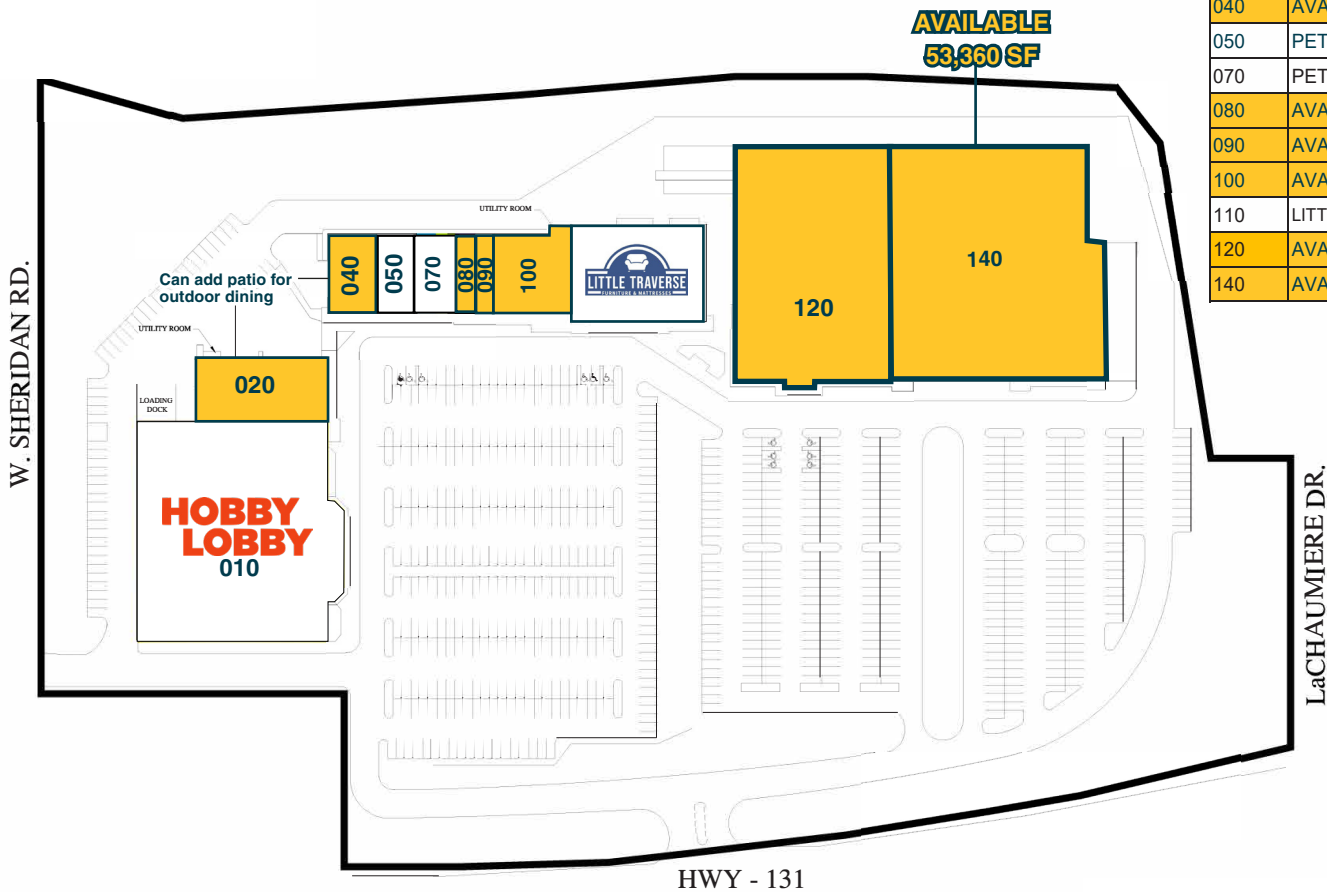 AVAILABLE
53,360 SF
040 AVA
050 PET
070 PET
080 AVA
090 AVA
100 AVA
110 LITT
120 AVA
140 AVA
UTILITY ROOM
040
050
070
080
090
100
LITTLE TRAVERSE
FURNITURE & MATTRESSES
120
140
Can add patio for
outdoor dining
UTILITY ROOM
020
LOADING
DOCK
HOBBY
LOBBY
010
W. SHERIDAN RD.
LaCHAUMIERE DR.
HWY - 131